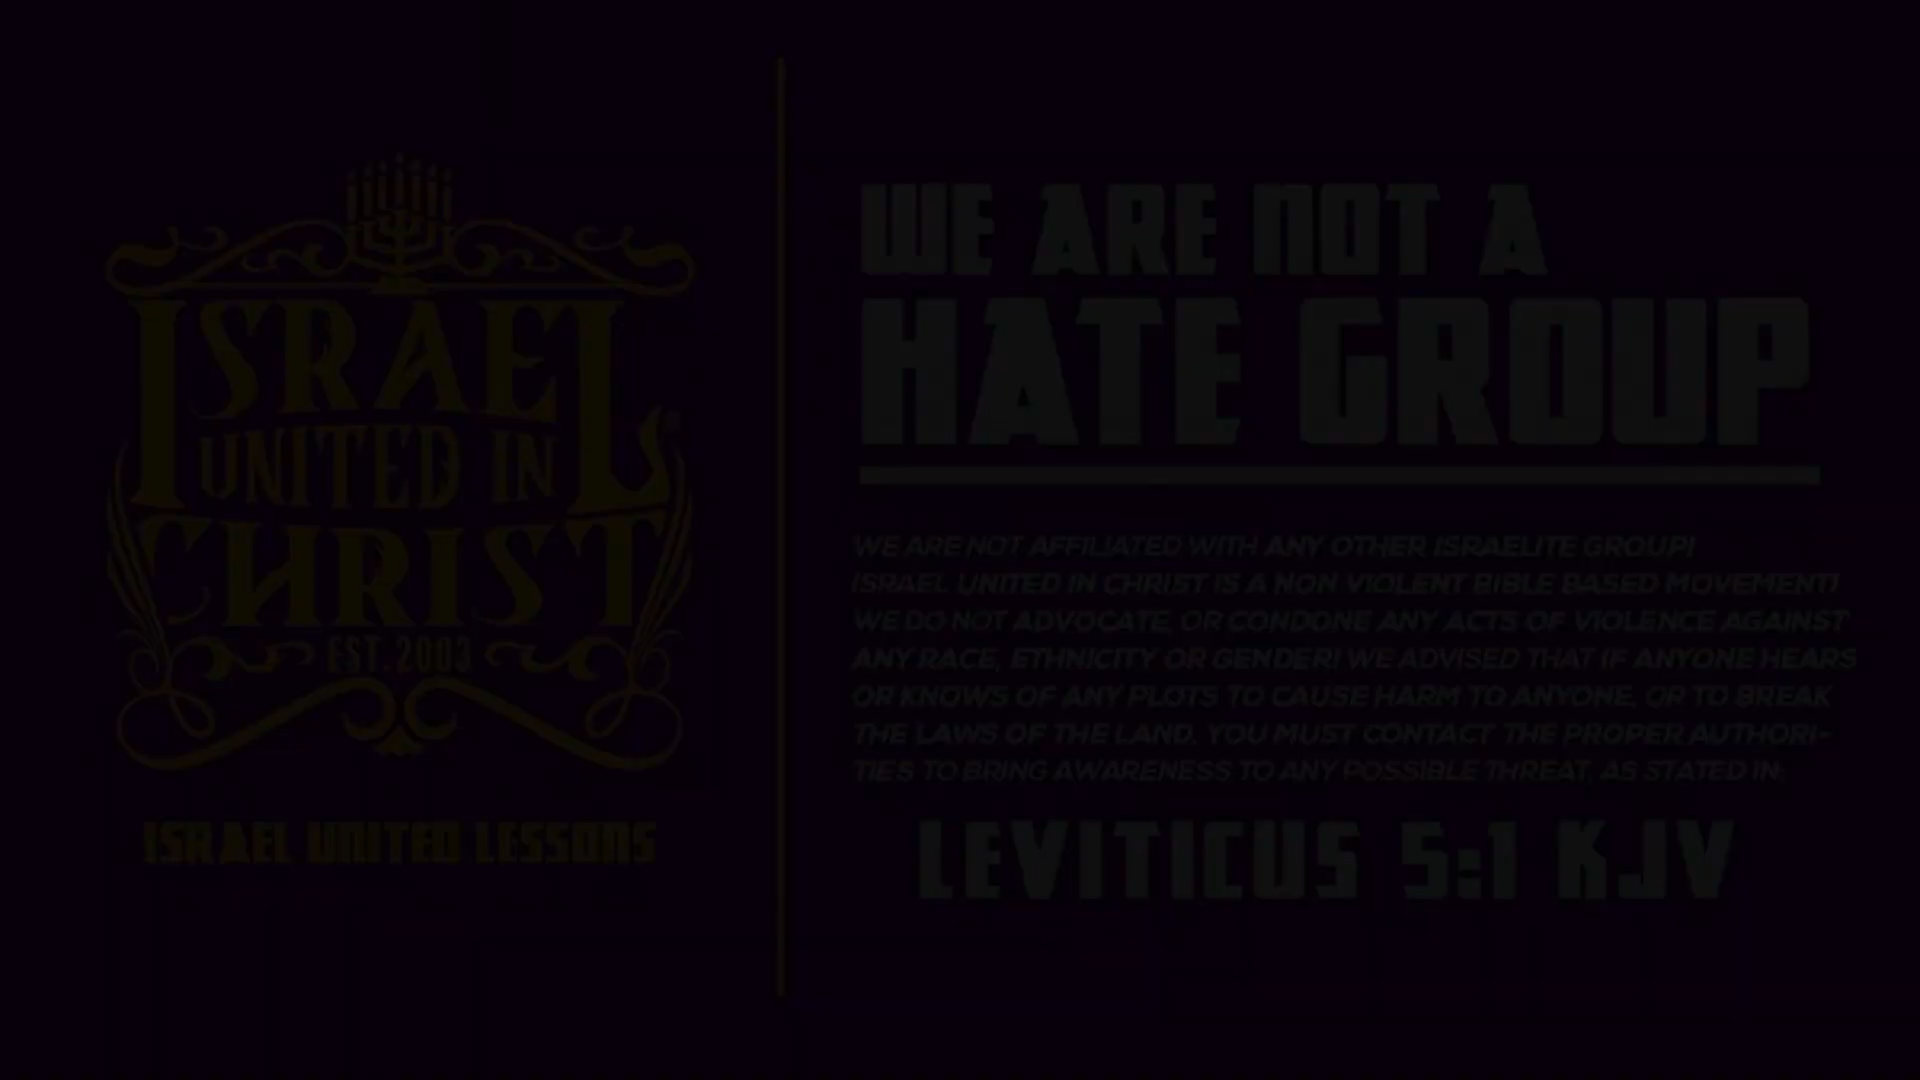 ISRAEL
UNITED IN
CHRIST
EST. 2003
ISRAEL UNITED LESSONS
WE ARE NOT A
HATE GROUP
WE ARE NOT AFFILIATED WITH ANY OTHER ISRAELITE GROUP!
ISRAEL UNITED IN CHRIST IS A NON VIOLENT BIBLE BASED MOVEMENT!
WE DO NOT ADVOCATE, OR CONDONE ANY ACTS OF VIOLENCE AGAINST
ANY RACE, ETHNICITY OR GENDER! WE ADVISED THAT IF ANYONE HEARS
OR KNOWS OF ANY PLOTS TO CAUSE HARM TO ANYONE, OR TO BREAK
THE LAWS OF THE LAND. YOU MUST CONTACT THE PROPER AUTHORI-
TIES TO BRING AWARENESS TO ANY POSSIBLE THREAT, AS STATED IN:
LEVITICUS 5:1 KJV